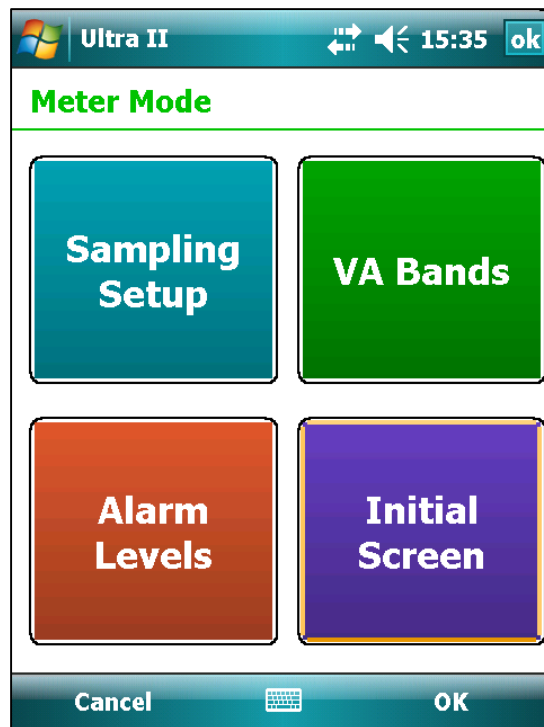 Ultra II 15:35 ok
Meter Mode
Sampling
Setup
VA Bands
Alarm
Levels
Initial
Screen
Cancel OK